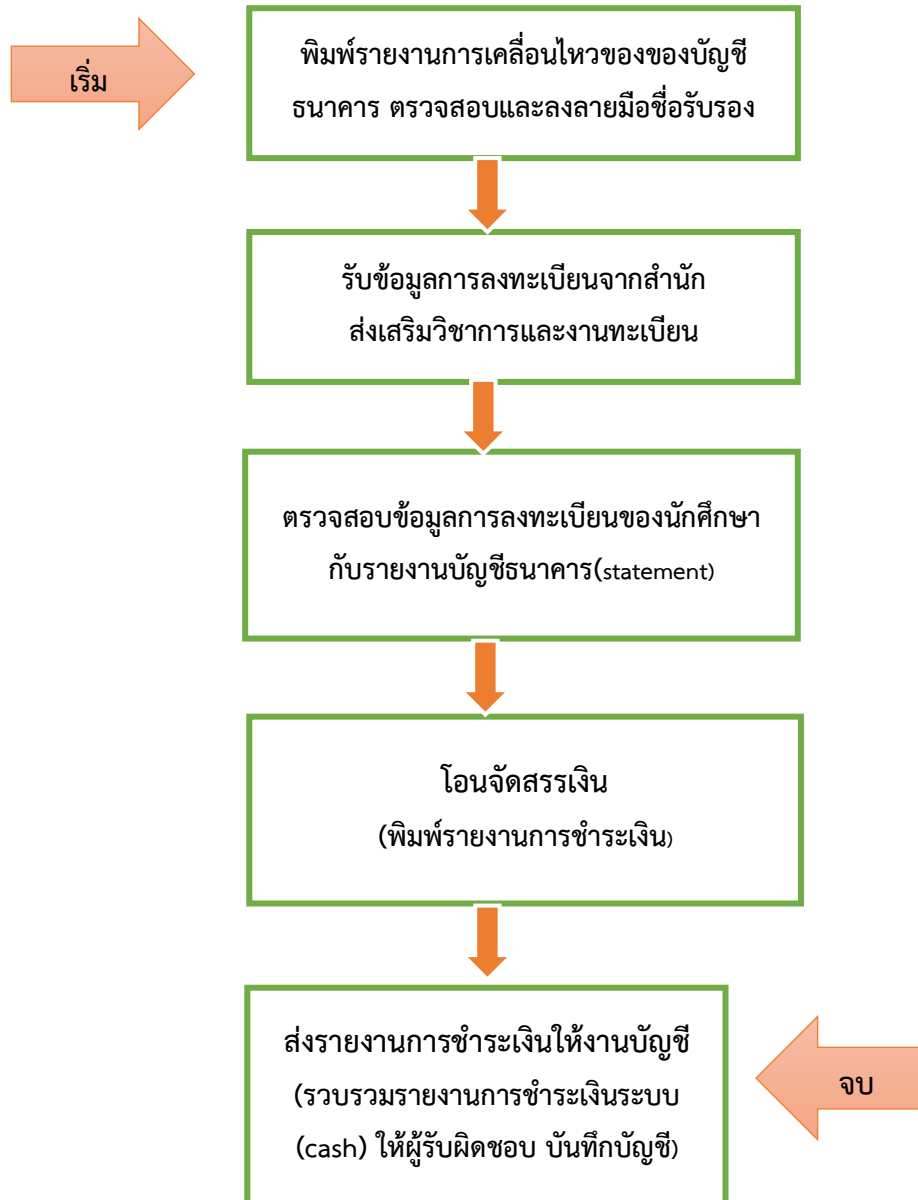 เริ่ม
พิมพ์รายงานการเคลื่อนไหวของของบัญชี
ธนาคาร ตรวจสอบและลงลายมือชื่อรับรอง
รับข้อมูลการลงทะเบียนจากสำนัก
ส่งเสริมวิชาการและงานทะเบียน
ตรวจสอบข้อมูลการลงทะเบียนของนักศึกษา
กับรายงานบัญชีธนาคาร(statement)
โอนจัดสรรเงิน
(พิมพ์รายงานการชำระเงิน)
ส่งรายงานการชำระเงินให้งานบัญชี
(รวบรวมรายงานการชำระเงินระบบ
(cash) ให้ผู้รับผิดชอบ บันทึกบัญชี)
จบ